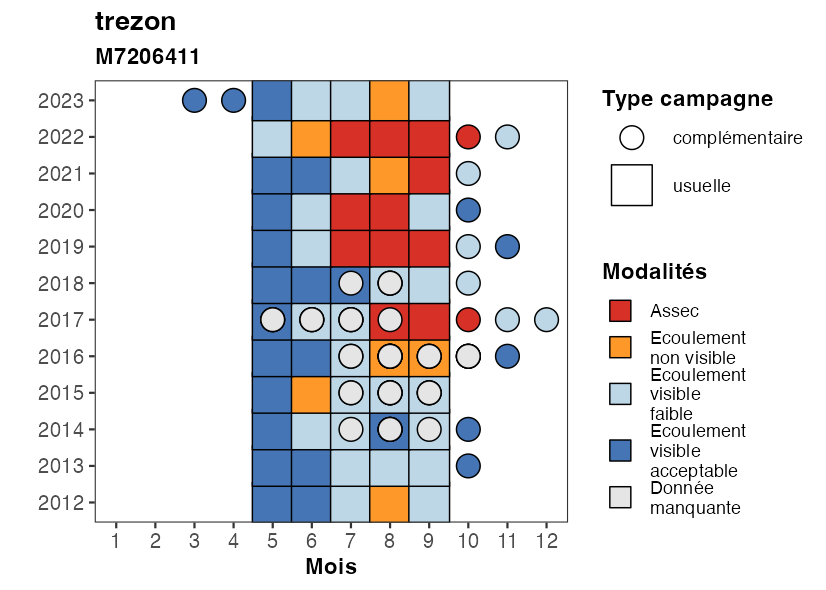 trezon
M7206411
2023
2022
2021
2020
2019
2018
2017
2016
2015
2014
2013
2012
1 2 3 4 5 6 7 8 9 10 11 12
Mois
Type campagne
complémentaire
usuelle
Modalités
Assec
Ecoulement
non visible
Ecoulement
visible
faible
Ecoulement
visible
acceptable
Donnée
manquante